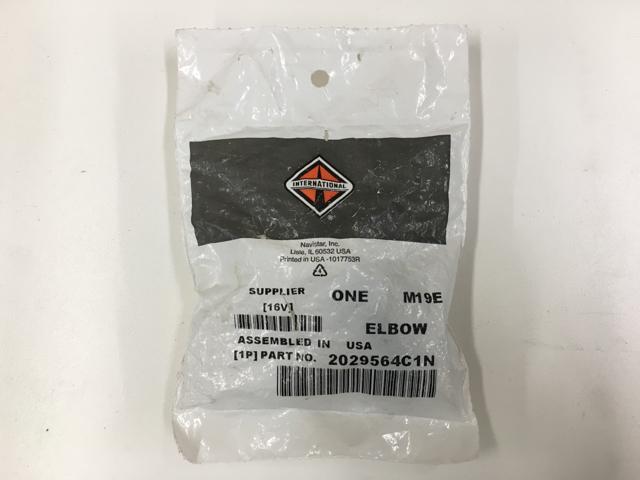 INTERNATIONAL
Navistar, Inc.
Lisle, IL 60532 USA
Printed in USA -1017753R
SUPPLIER ONE M19E
[16V]
ELBOW
ASSEMBLED IN USA
[1P] PART NO. 2029564C1N